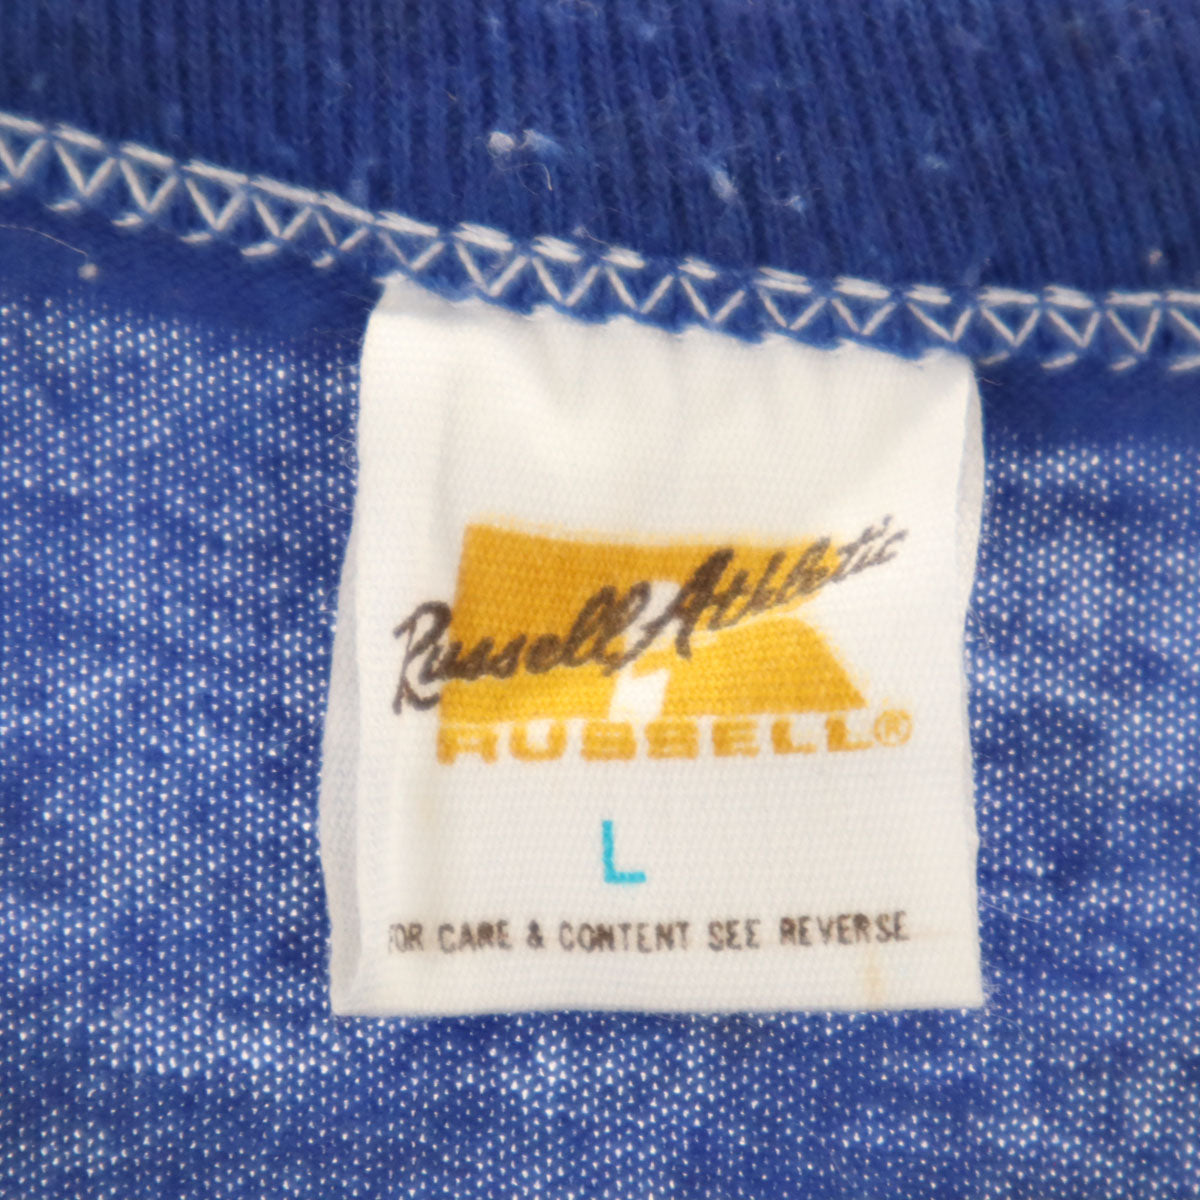 Russell Athletic
RUSSELL®
L
FOR CARE & CONTENT SEE REVERSE